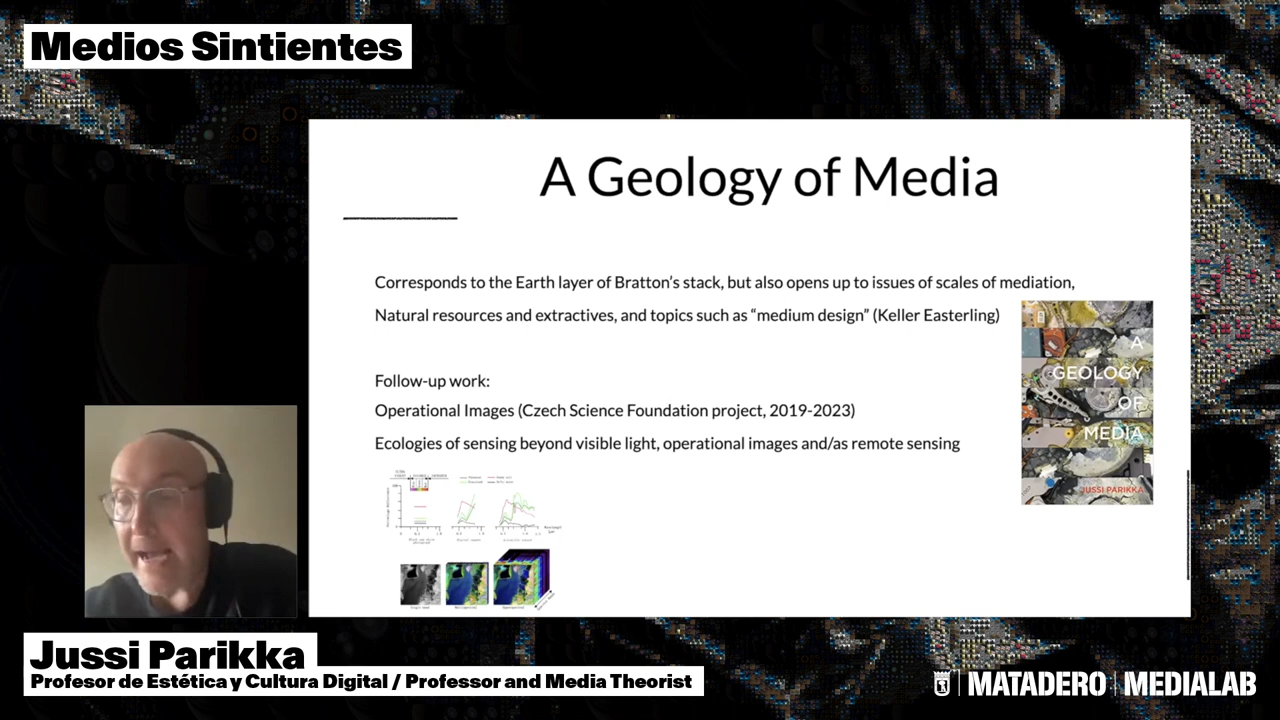 Medios Sintientes
A Geology of Media
Corresponds to the Earth layer of Bratton's stack, but also opens up to issues of scales of mediation,
Natural resources and extractives, and topics such as “medium design” (Keller Easterling)
Follow-up work:
Operational Images (Czech Science Foundation project, 2019-2023)
Ecologies of sensing beyond visible light, operational images and/as remote sensing
A
GEOLOGY
OF
MEDIA
JUSSI PARIKKA
Jussi Parikka
Profesor de Estética y Cultura Digital / Professor and Media Theorist
MATADERO | MEDIALAB